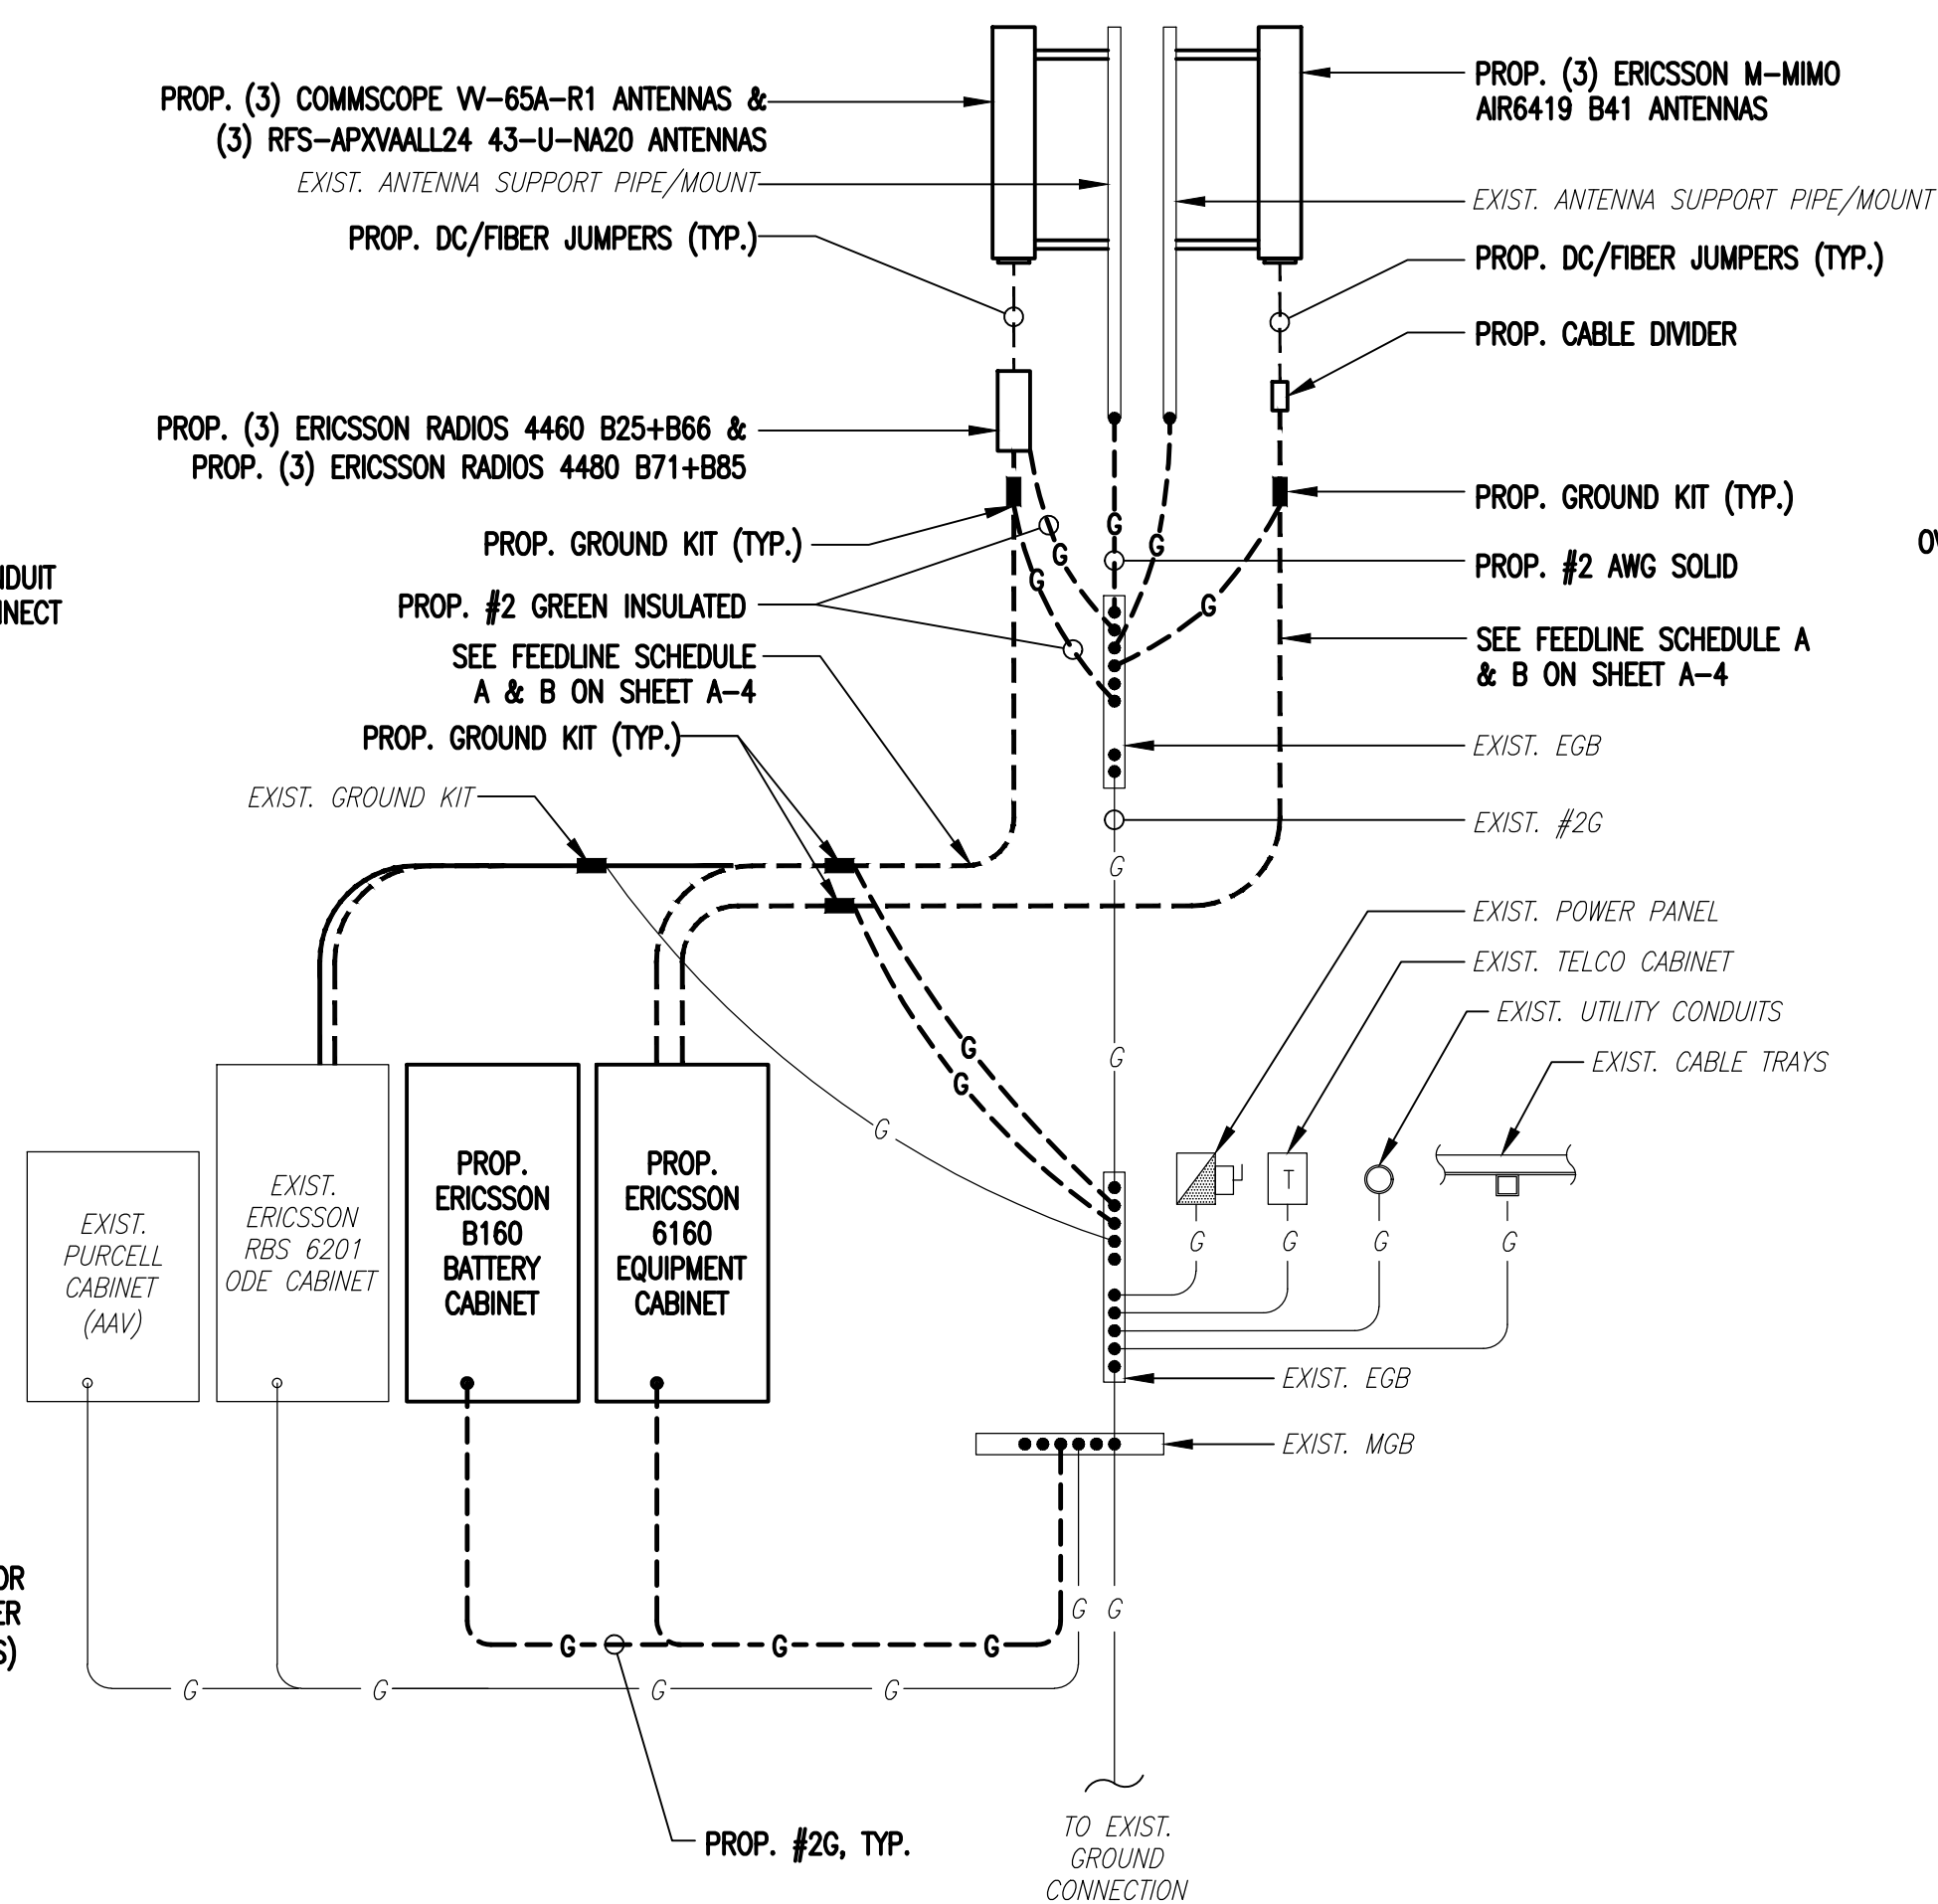 PROP. (3) COMMSCOPE VV-65A-R1 ANTENNAS &
(3) RFS-APXVAALL24 43-U-NA20 ANTENNAS
EXIST. ANTENNA SUPPORT PIPE/MOUNT
PROP. DC/FIBER JUMPERS (TYP.)
PROP. (3) ERICSSON M-MIMO
AIR6419 B41 ANTENNAS
EXIST. ANTENNA SUPPORT PIPE/MOUNT
PROP. DC/FIBER JUMPERS (TYP.)
PROP. CABLE DIVIDER
PROP. (3) ERICSSON RADIOS 4460 B25+B66 &
PROP. (3) ERICSSON RADIOS 4480 B71+B85
PROP. GROUND KIT (TYP.)
PROP. GROUND KIT (TYP.)
PROP. #2 AWG SOLID
PROP. #2 GREEN INSULATED
SEE FEEDLINE SCHEDULE
A & B ON SHEET A-4
SEE FEEDLINE SCHEDULE A
& B ON SHEET A-4
PROP. GROUND KIT (TYP.)
EXIST. GROUND KIT
EXIST. EGB
EXIST. #2G
G
G
G
G
G
G
G
EXIST. POWER PANEL
EXIST. TELCO CABINET
EXIST. UTILITY CONDUITS
EXIST. CABLE TRAYS
G
G
G
T
G
G
G
G
EXIST.
PURCELL
CABINET
(AAV)
EXIST.
ERICSSON
RBS 6201
ODE CABINET
PROP.
ERICSSON
B160
BATTERY
CABINET
PROP.
ERICSSON
6160
EQUIPMENT
CABINET
EXIST. EGB
EXIST. MGB
G
G
G
G
G
G
G
G
G
PROP. #2G, TYP.
TO EXIST.
GROUND
CONNECTION
NDUIT
NNECT
OR
ER
S)